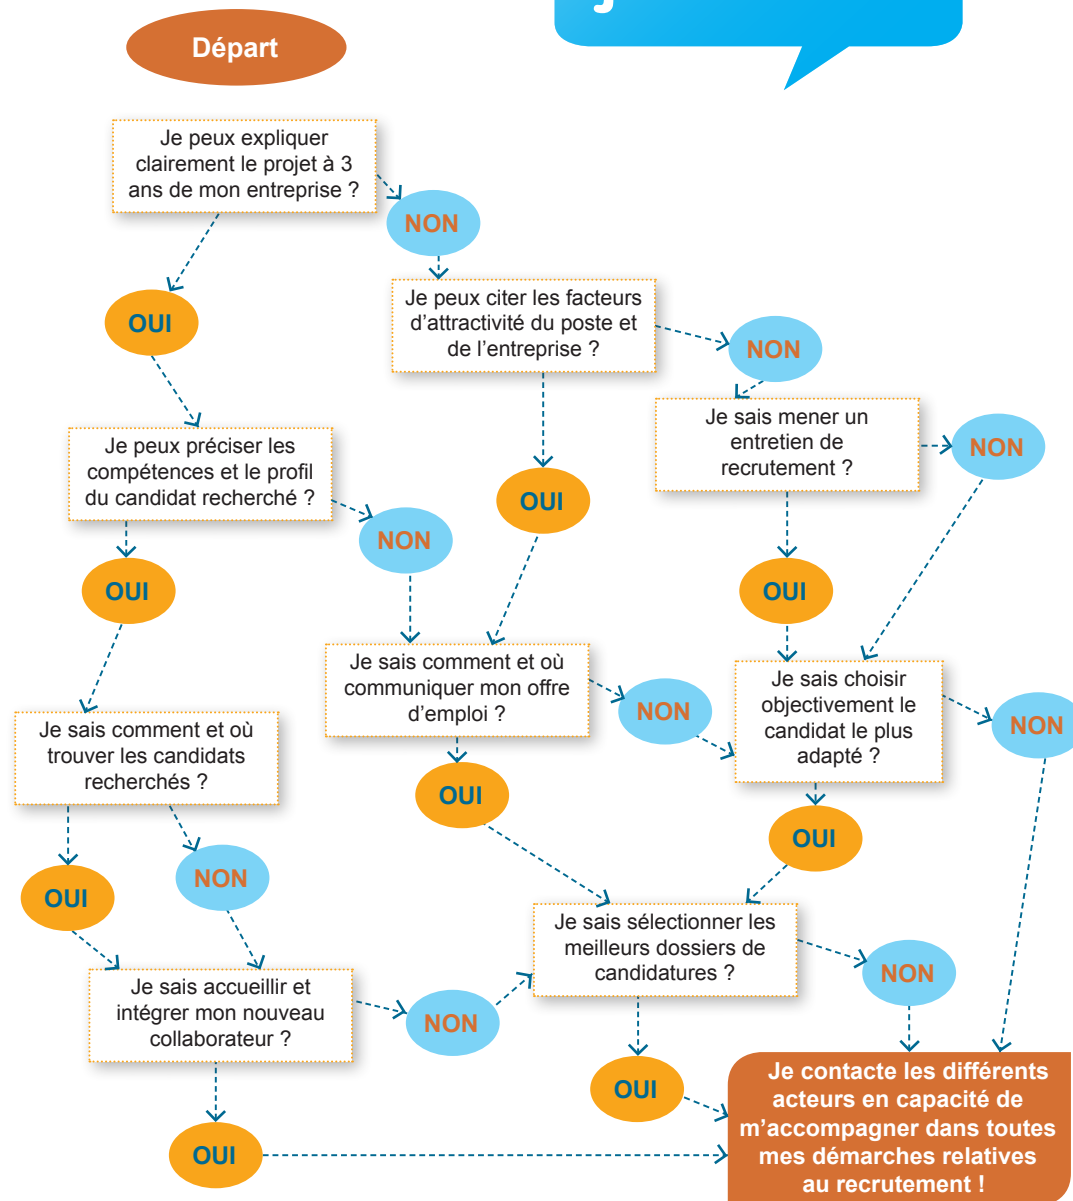 Départ
Je peux expliquer
clairement le projet à 3
ans de mon entreprise ?
NON
OUI
Je peux citer les facteurs
d’attractivité du poste et
de l’entreprise ?
NON
Je sais mener un
entretien de
recrutement ?
NON
Je peux préciser les
compétences et le profil
du candidat recherché ?
OUI
NON
OUI
OUI
Je sais comment et où
communiquer mon offre
d’emploi ?
NON
Je sais choisir
objectivement le
candidat le plus
adapté ?
NON
Je sais comment et où
trouver les candidats
recherchés ?
OUI
OUI
OUI
NON
Je sais sélectionner les
meilleurs dossiers de
candidatures ?
NON
Je sais accueillir et
intégrer mon nouveau
collaborateur ?
NON
OUI
OUI
Je contacte les différents
acteurs en capacité de
m’accompagner dans toutes
mes démarches relatives
au recrutement !